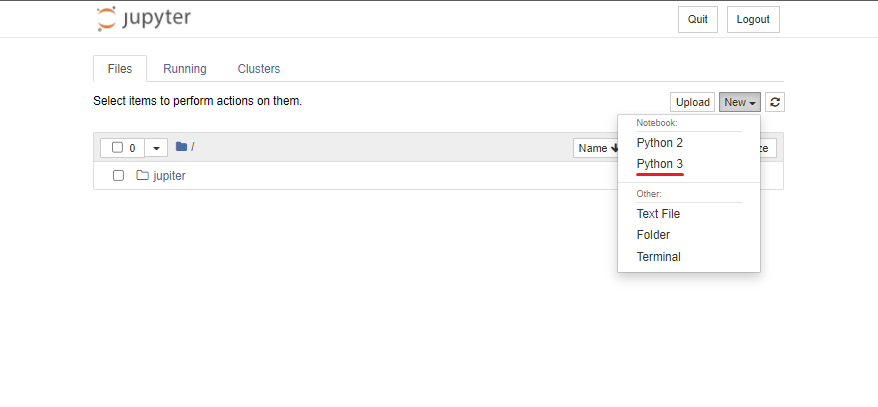 jupyter
Quit
Logout
Files
Running
Clusters
Select items to perform actions on them.
Upload
New
0
/
Name
ze
jupiter
Notebook:
Python 2
Python 3
Other:
Text File
Folder
Terminal